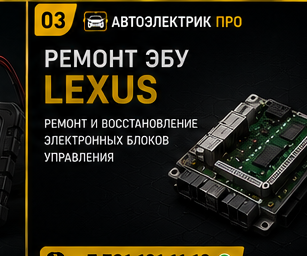 03 АВТОЭЛЕКТРИК ПРО
РЕМОНТ ЭБУ
LEXUS
РЕМОНТ И ВОССТАНОВЛЕНИЕ
ЭЛЕКТРОННЫХ БЛОКОВ
УПРАВЛЕНИЯ